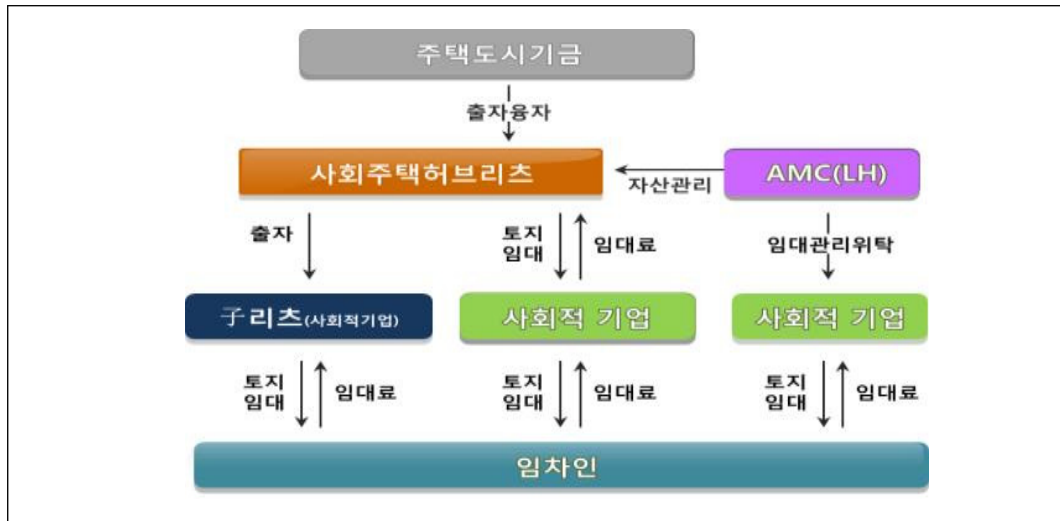 주택도시기금
출자융자
사회주택허브리츠
AMC(LH)
자산관리
출자
토지
임대
임대료
임대관리위탁
子리츠(사회적기업)
사회적 기업
사회적 기업
토지
임대
임대료
토지
임대
임대료
토지
임대
임대료
임차인